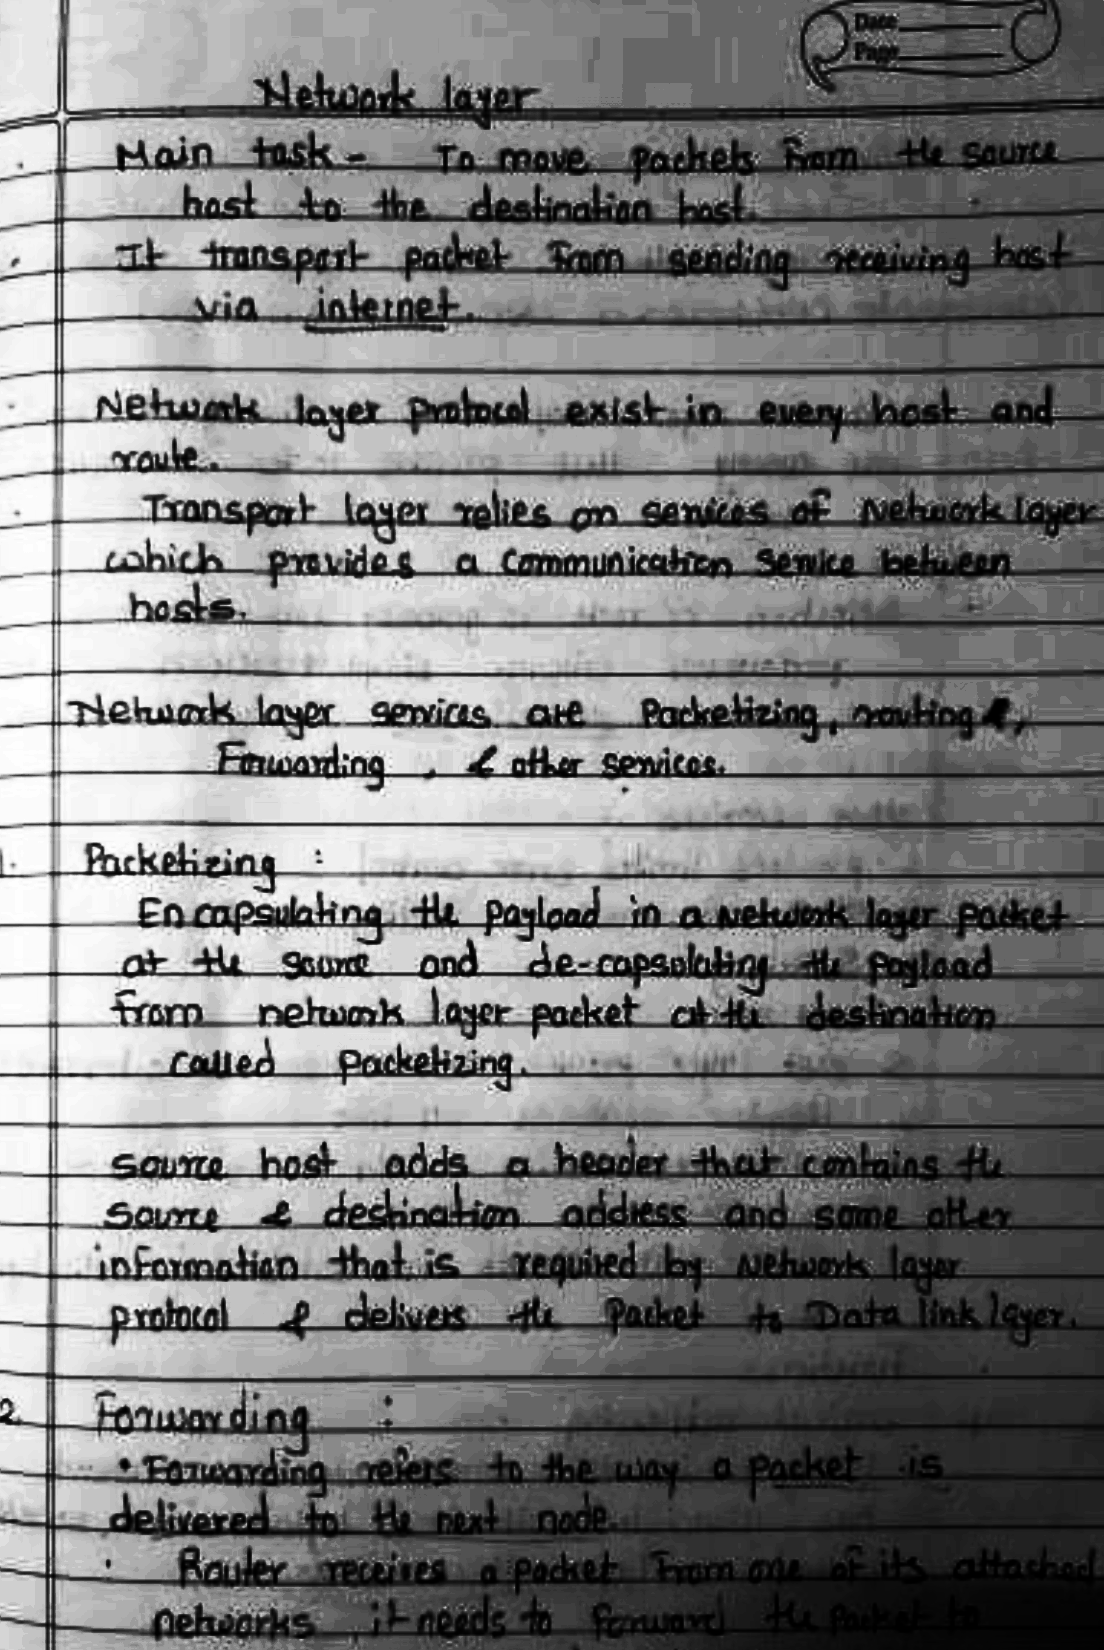 Date
Page
Network layer
Main task - To move packets from the source
host to the destination host.
It transport packet from sending receiving host
via internet.
Network layer protocol exist in every host and
route.
Transport layer relies on services of Network layer
which provides a communication service between
hosts.
Network layer services are Packetizing, routing &,
Forwarding, & other services.
1. Packetizing :
Encapsulating the payload in a Network layer packet
at the source and de-capsulating the payload
from network layer packet at the destination
called packetizing.
source host adds a header that contains the
source & destination address and some other
information that is required by Network layer
protocol & delivers the packet to Data link layer.
2. Forwarding :
• Forwarding refers to the way a packet is
delivered to the next node.
• Router receives a packet from one of its attached
networks, it needs to forward the packet to